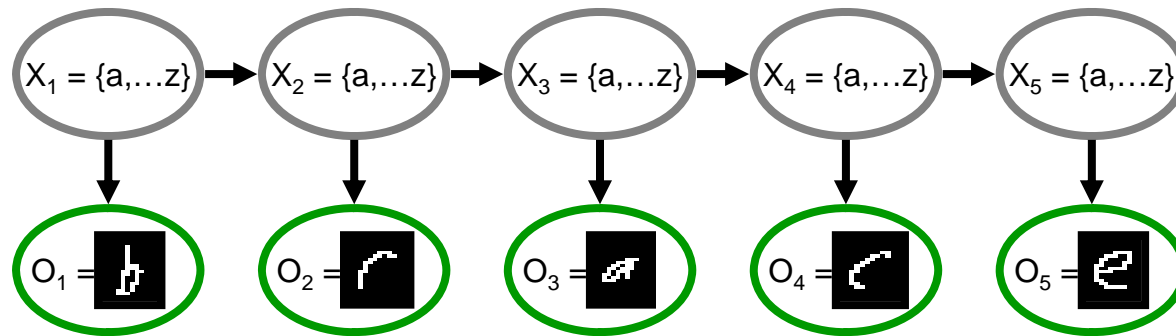 X₁ = {a,...z} X₂ = {a,...z} X₃ = {a,...z} X₄ = {a,...z} X₅ = {a,...z}
O₁ = b O₂ = r O₃ = a O₄ = c O₅ = e